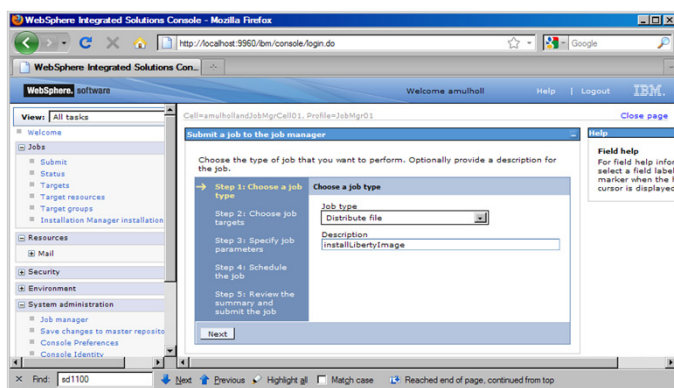 WebSphere Integrated Solutions Console - Mozilla Firefox
http://localhost:9960/ibm/console/login.do
Google
WebSphere Integrated Solutions Con...
WebSphere. software
Welcome amulholl
Help | Logout
IBM.
View: All tasks
Welcome
Jobs
Submit
Status
Targets
Target resources
Target groups
Installation Manager installation
Resources
Mail
Security
Environment
System administration
Job manager
Save changes to master reposito
Console Preferences
Console Identity
Cell=amulhollandJobMgrCell01, Profile=JobMgr01
Close page
Submit a job to the job manager
Choose the type of job that you want to perform. Optionally provide a description for
the job.
Step 1: Choose a job
type
Step 2: Choose job
targets
Step 3: Specify job
parameters
Step 4: Schedule
the job
Step 5: Review the
summary and
submit the job
Choose a job type
Job type
Distribute file
Description
installLibertyImage
Next
Help
Field help
For field help infor
select a field label
marker when the h
cursor is displayed
Find: sd1100
Next
Previous
Highlight all
Match case
Reached end of page, continued from top